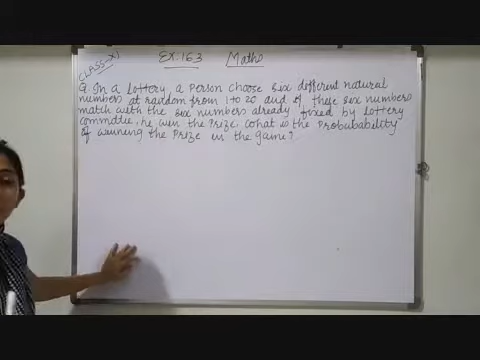 CLASS-XI
Ex:16.3 Maths
Q. In a lottery, a person choose six different natural
numbers at random from 1 to 20 and if these six numbers
match with the six numbers already fixed by lottery
committee, he win the prize. What is the probability
of winning the prize in the game?